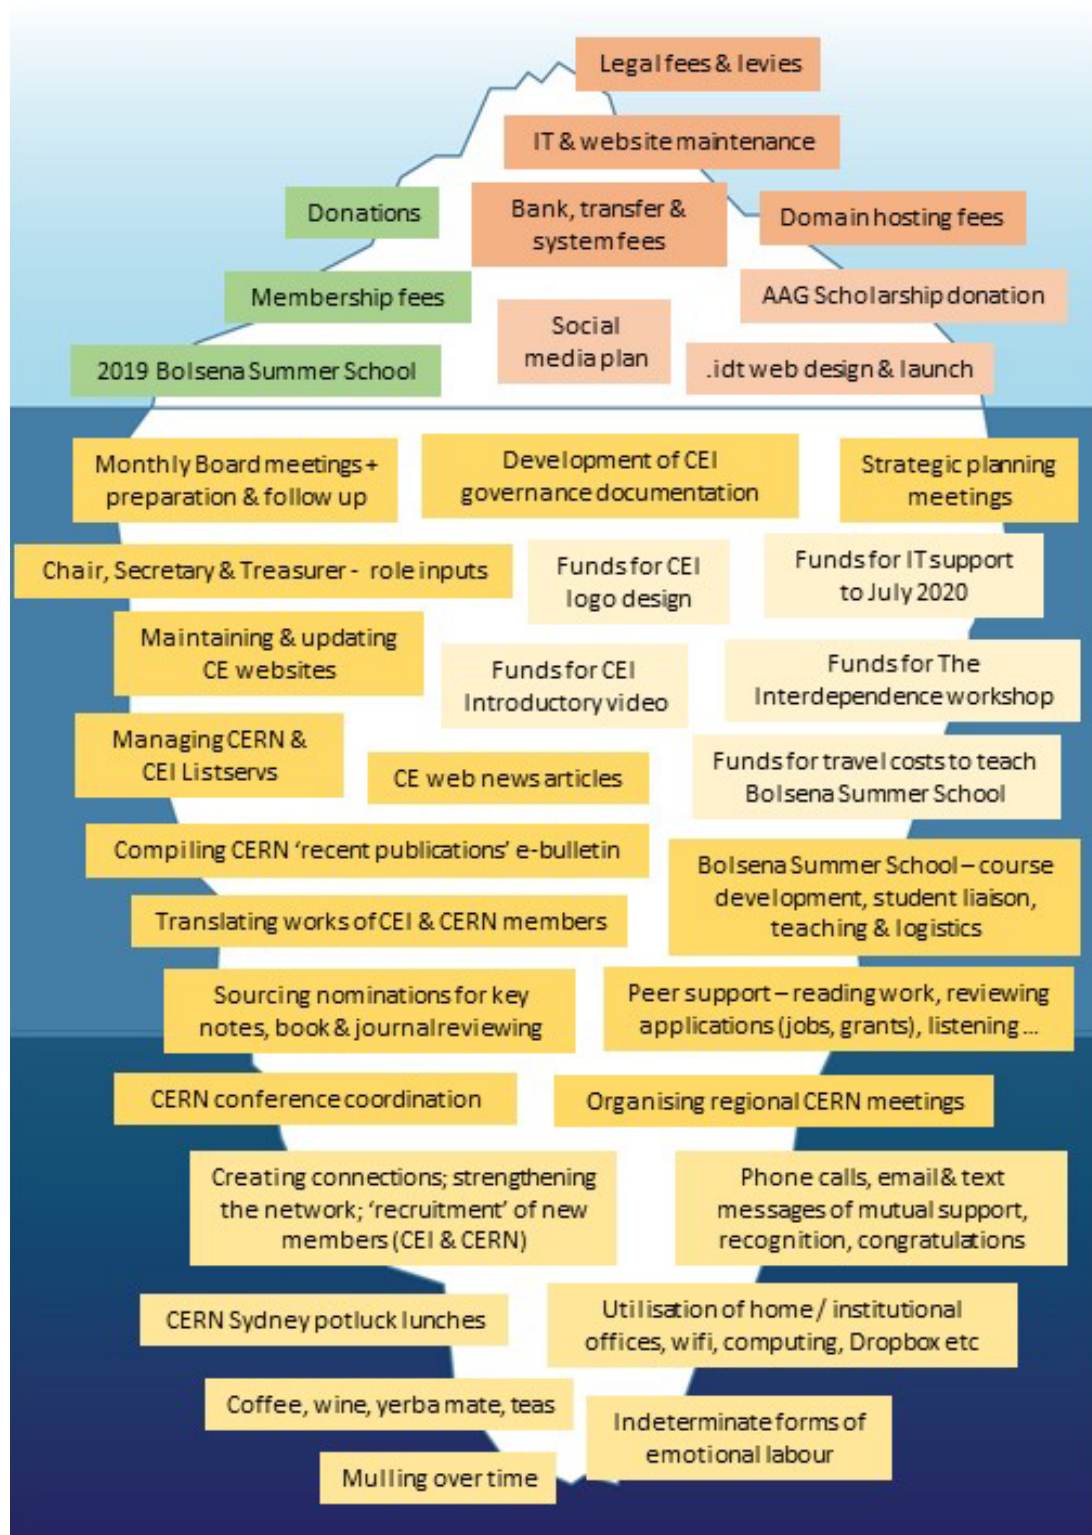 Legal fees & levies
IT & website maintenance
Donations
Bank, transfer &
system fees
Domain hosting fees
Membership fees
AAG Scholarship donation
Social
media plan
2019 Bolsena Summer School
.idt web design & launch
Monthly Board meetings +
preparation & follow up
Development of CEI
governance documentation
Strategic planning
meetings
Chair, Secretary & Treasurer - role inputs
Funds for CEI
logo design
Funds for IT support
to July 2020
Maintaining & updating
CE websites
Funds for CEI
Introductory video
Funds for The
Interdependence workshop
Managing CERN &
CEI Listservs
CE web news articles
Funds for travel costs to teach
Bolsena Summer School
Compiling CERN ‘recent publications’ e-bulletin
Bolsena Summer School – course
development, student liaison,
teaching & logistics
Translating works of CEI & CERN members
Sourcing nominations for key
notes, book & journal reviewing
Peer support – reading work, reviewing
applications (jobs, grants), listening ...
CERN conference coordination
Organising regional CERN meetings
Creating connections; strengthening
the network; ‘recruitment’ of new
members (CEI & CERN)
Phone calls, email & text
messages of mutual support,
recognition, congratulations
CERN Sydney potluck lunches
Utilisation of home / institutional
offices, wifi, computing, Dropbox etc
Coffee, wine, yerba mate, teas
Indeterminate forms of
emotional labour
Mulling over time